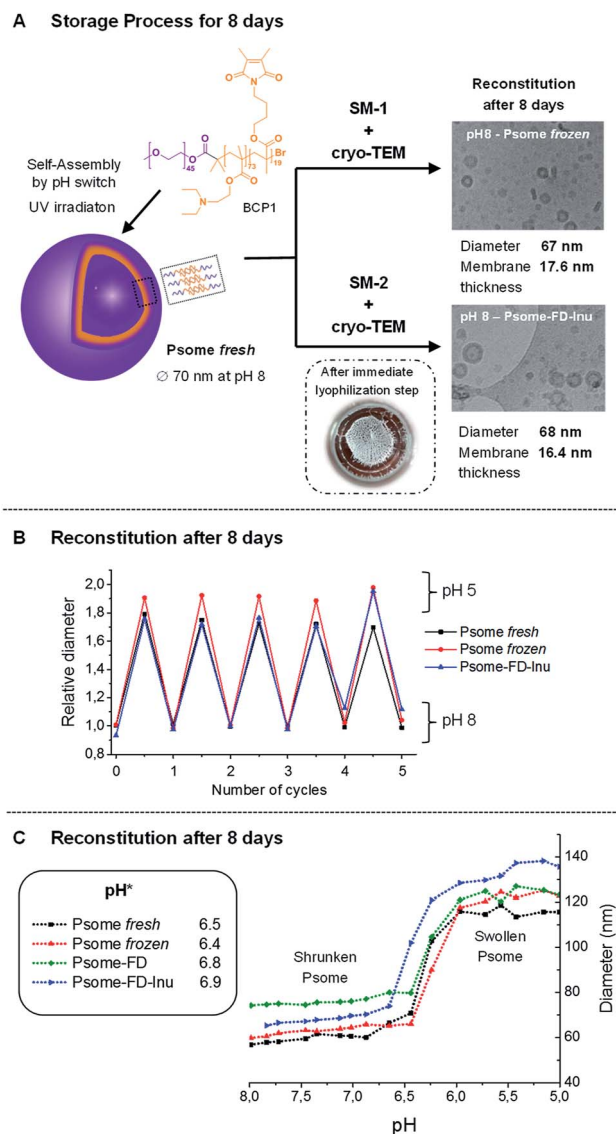 A Storage Process for 8 days
O
N
O
O
O
O
O
Br
45
73
19
O
O
N
BCP1
Self-Assembly
by pH switch
UV irradiaton
Psome fresh
∅ 70 nm at pH 8
SM-1
+
cryo-TEM
SM-2
+
cryo-TEM
After immediate
lyophilization step
Reconstitution
after 8 days
pH8 - Psome frozen
Diameter 67 nm
Membrane 17.6 nm
thickness
pH 8 – Psome-FD-Inu
Diameter 68 nm
Membrane 16.4 nm
thickness
B Reconstitution after 8 days
Relative diameter
2,0
1,8
1,6
1,4
1,2
1,0
0,8
0 1 2 3 4 5
Number of cycles
pH 5
Psome fresh
Psome frozen
Psome-FD-Inu
pH 8
C Reconstitution after 8 days
pH*
Psome fresh 6.5
Psome frozen 6.4
Psome-FD 6.8
Psome-FD-Inu 6.9
Shrunken
Psome
Swollen
Psome
140
120
100
80
60
40
Diameter (nm)
8,0 7,5 7,0 6,5 6,0 5,5 5,0
pH